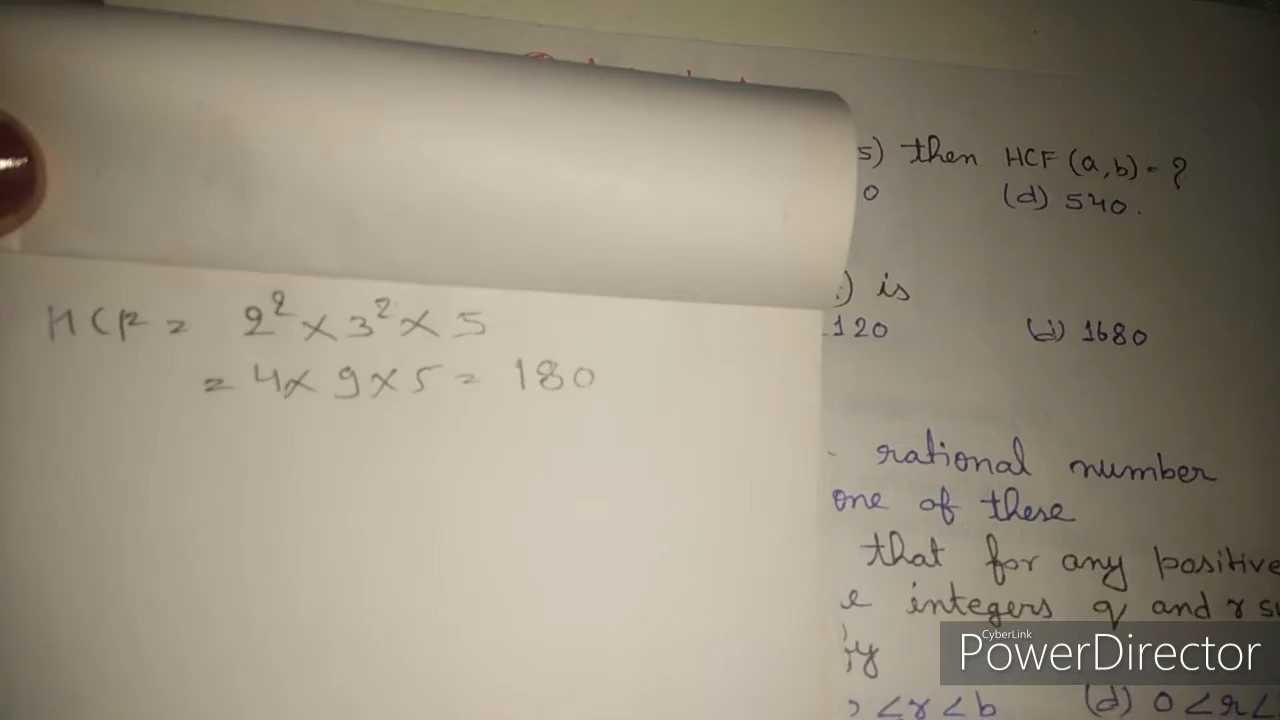 5) then HCF (a,b) = ?
0 (d) 540.
HCF = 2² × 3² × 5
= 4 × 9 × 5 = 180
) is
120 (d) 1680
rational number
one of these
that for any positive
e integers q and r
<r<b (d) 0<r<
CyberLink
PowerDirector